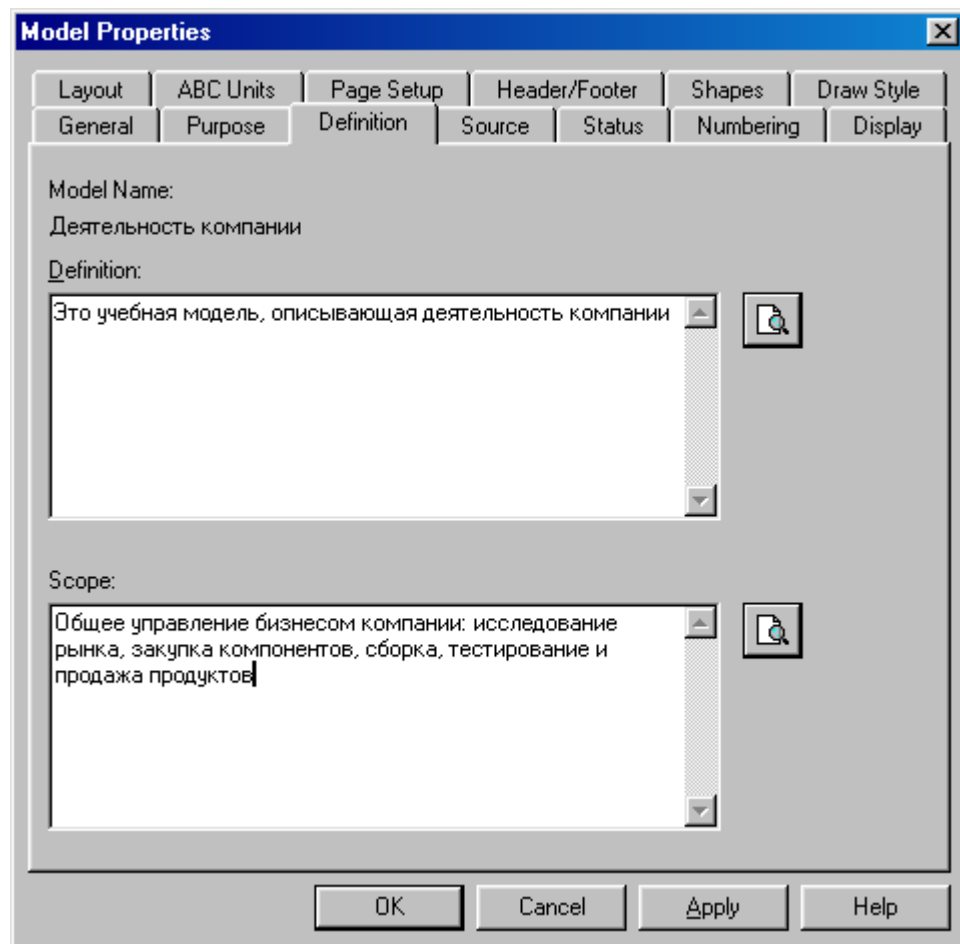 Model Properties
Layout ABC Units Page Setup Header/Footer Shapes Draw Style
General Purpose Definition Source Status Numbering Display
Model Name:
Деятельность компании
Definition:
Это учебная модель, описывающая деятельность компании
Scope:
Общее управление бизнесом компании: исследование
рынка, закупка компонентов, сборка, тестирование и
продажа продуктов
OK Cancel Apply Help